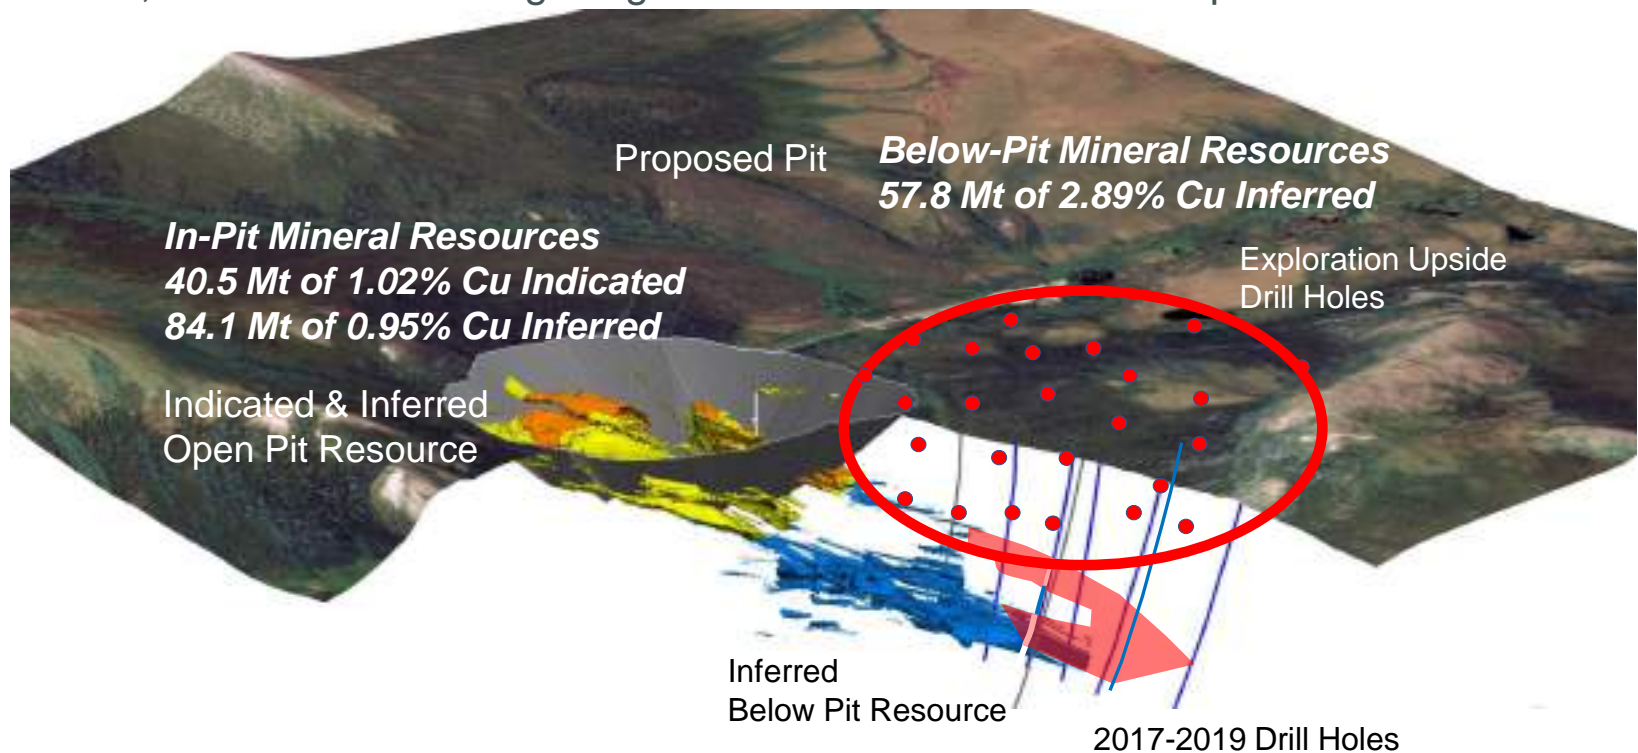 Proposed Pit
Below-Pit Mineral Resources
57.8 Mt of 2.89% Cu Inferred
In-Pit Mineral Resources
40.5 Mt of 1.02% Cu Indicated
84.1 Mt of 0.95% Cu Inferred
Exploration Upside
Drill Holes
Indicated & Inferred
Open Pit Resource
Inferred
Below Pit Resource
2017-2019 Drill Holes